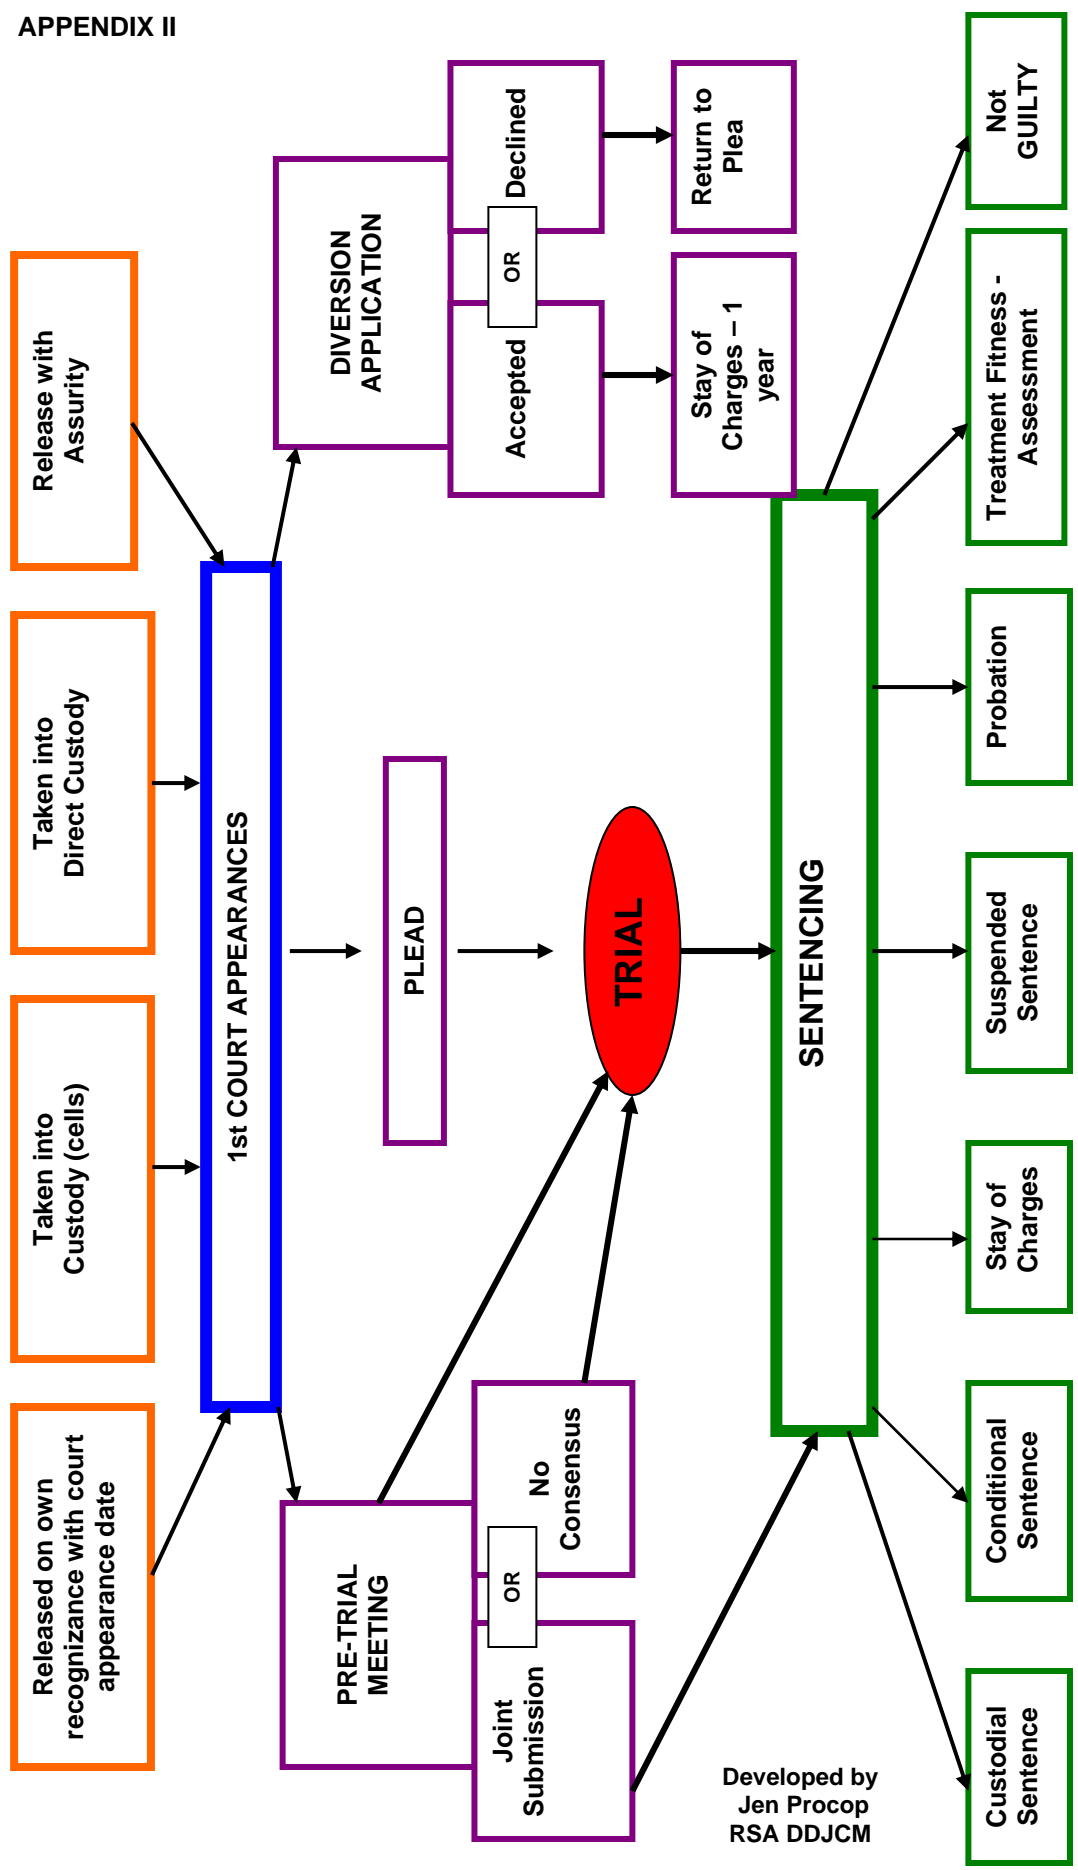 APPENDIX II
Released on own
recognizance with court
appearance date
Taken into
Custody (cells)
Taken into
Direct Custody
Release with
Assurity
1st COURT APPEARANCES
PRE-TRIAL
MEETING
Joint
Submission
OR
No
Consensus
PLEAD
DIVERSION
APPLICATION
Accepted
OR
Declined
Stay of
Charges – 1
year
Return to
Plea
TRIAL
SENTENCING
Custodial
Sentence
Conditional
Sentence
Stay of
Charges
Suspended
Sentence
Probation
Treatment Fitness -
Assessment
Not
GUILTY
Developed by
Jen Procop
RSA DDJCM